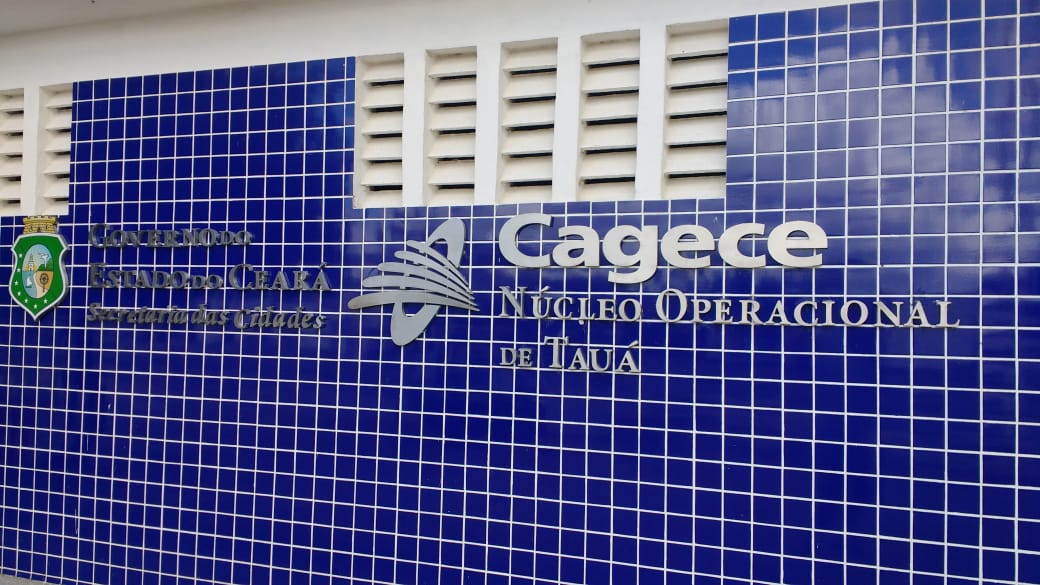 Governo do
Estado do Ceará
Secretaria das Cidades
Cagece
Núcleo Operacional
de Tauá